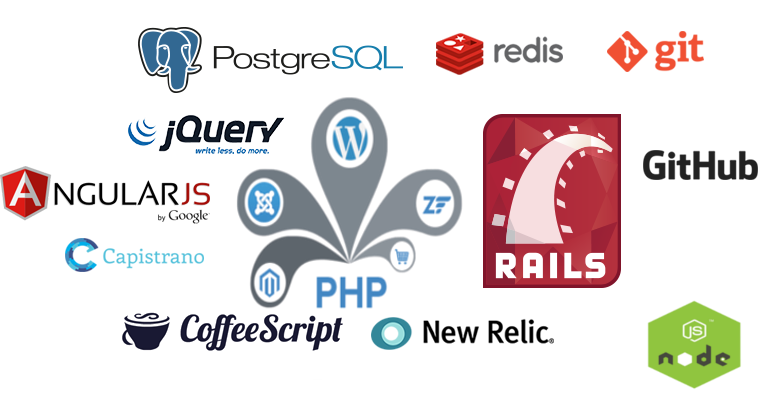 PostgreSQL
redis
git
jQuery
write less. do more.
GitHub
ANGULARJS
by Google
ZF
Capistrano
RAILS
PHP
CoffeeScript
New Relic®
JS
node